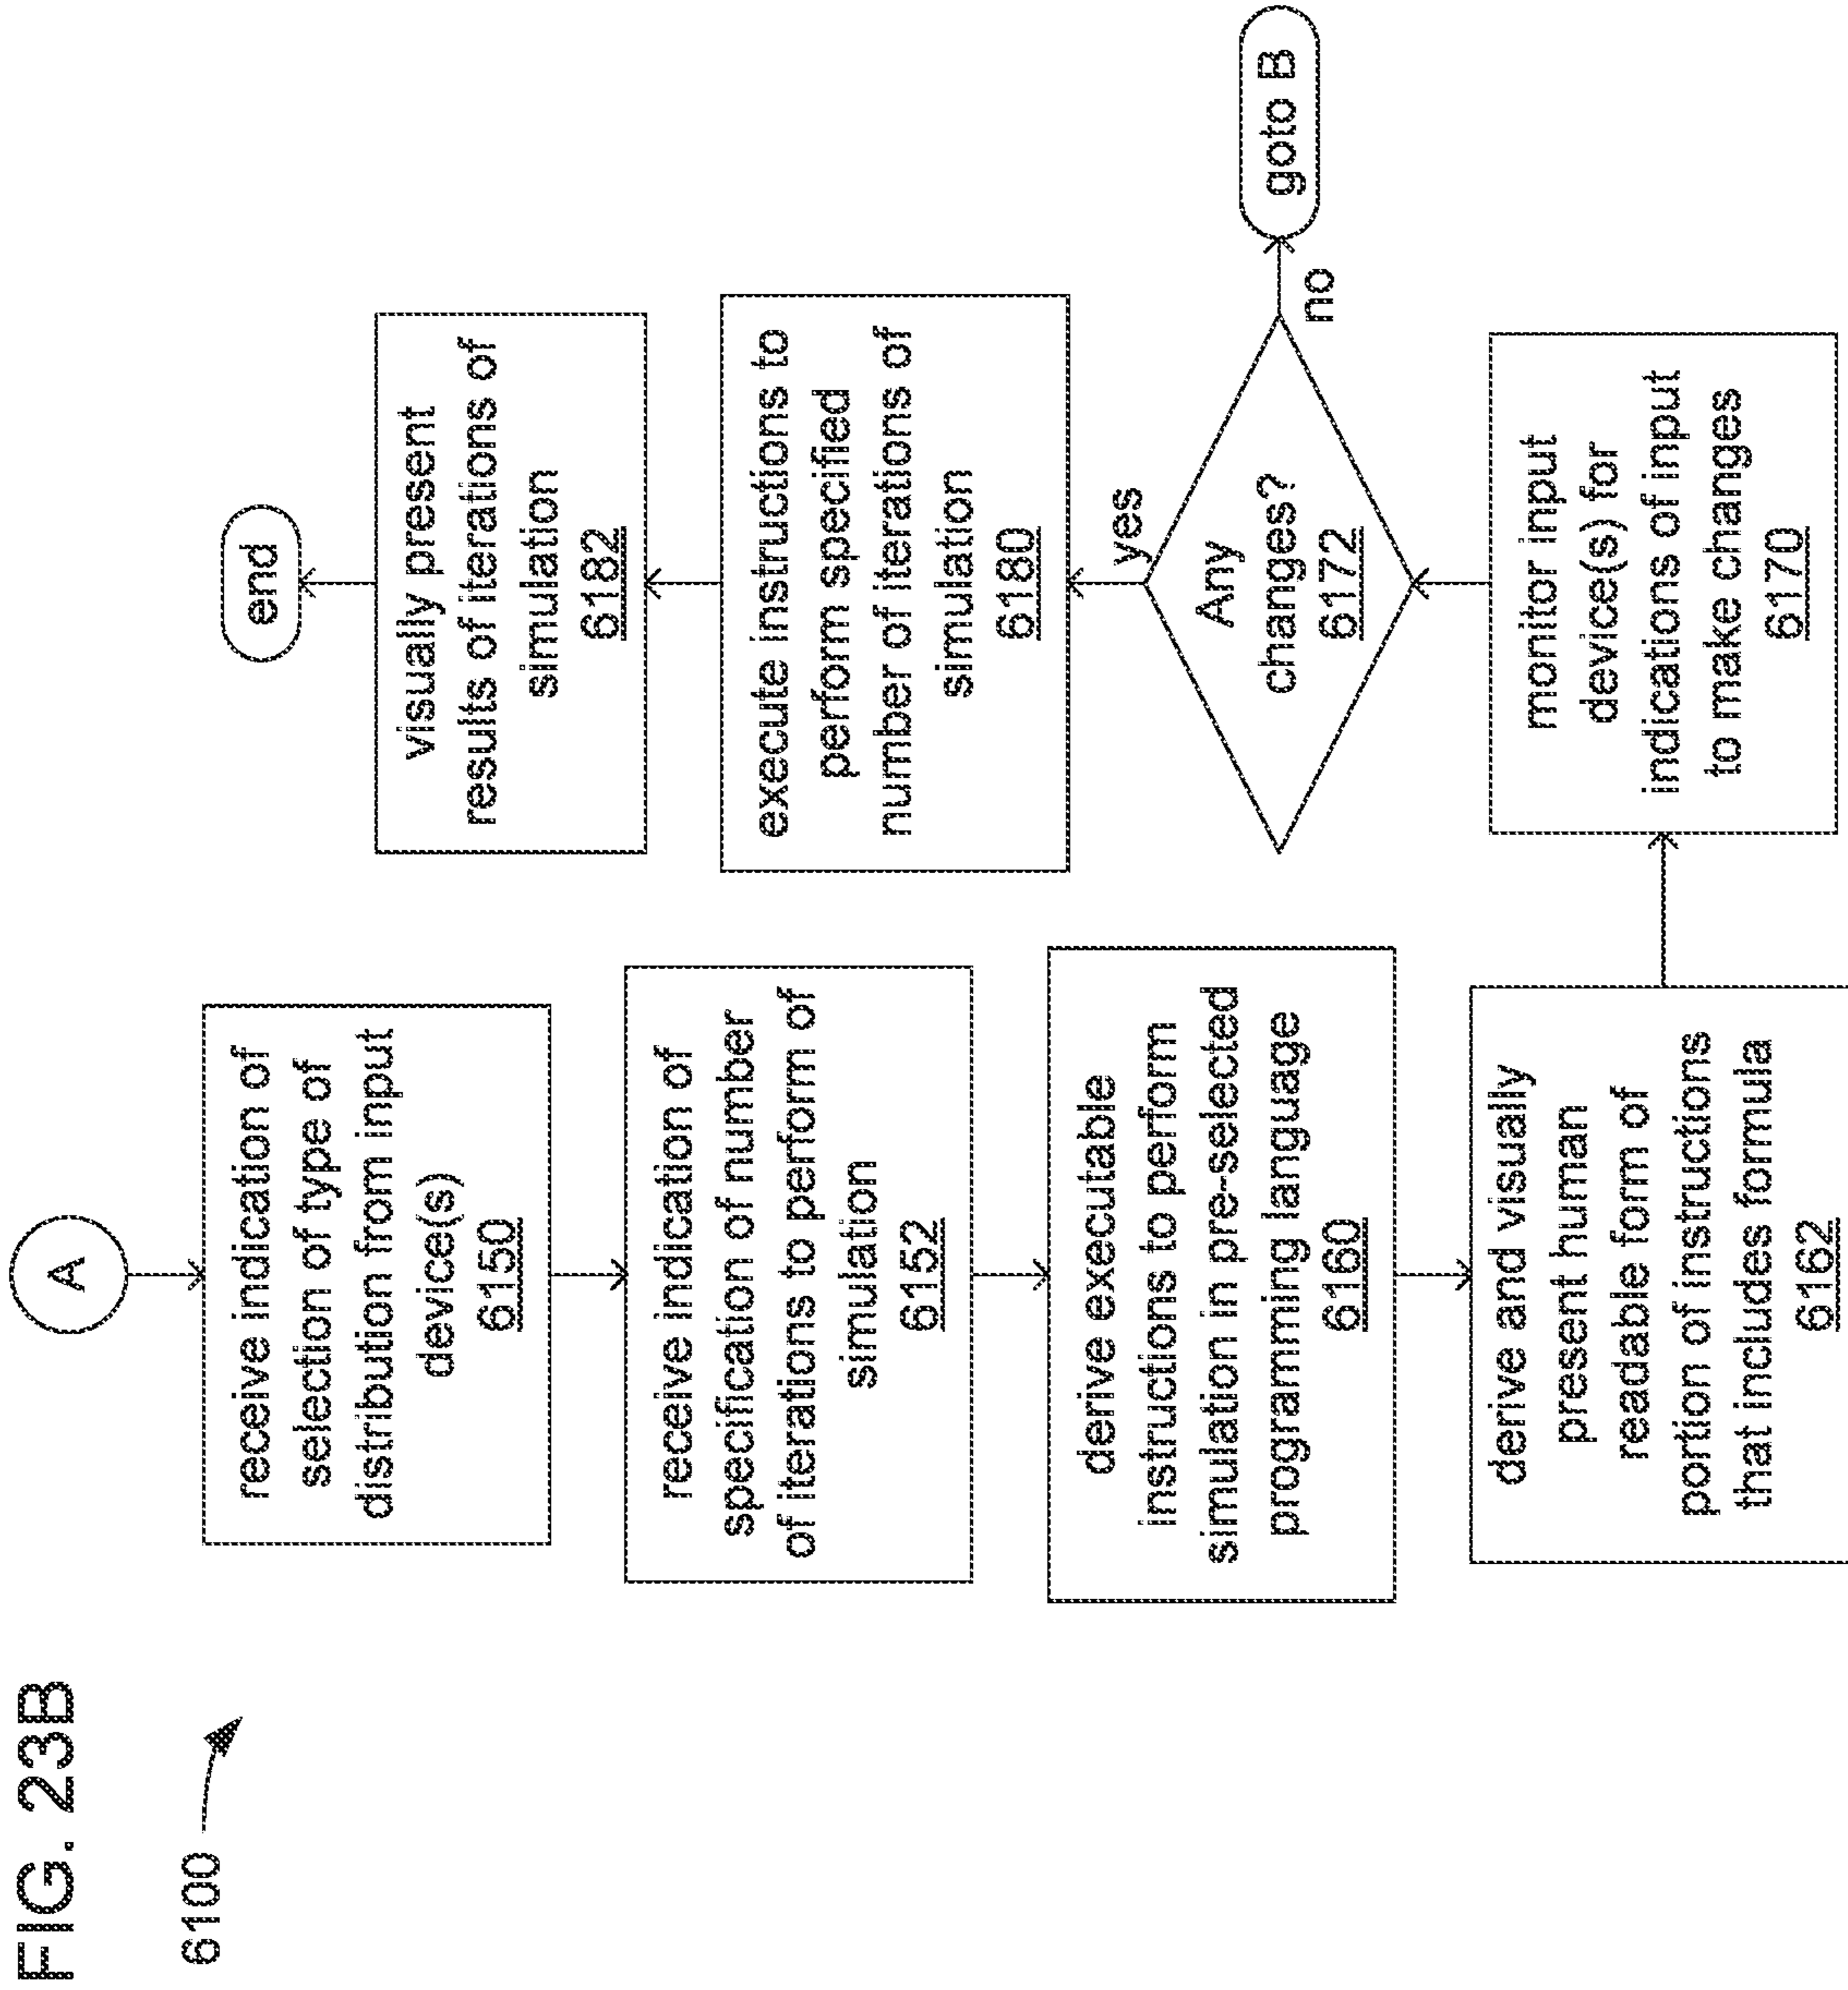 FIG. 23B
6100
A
receive indication of
selection of type of
distribution from input
device(s)
6150
receive indication of
specification of number
of iterations to perform of
simulation
6152
derive executable
instructions to perform
simulation in pre-selected
programming language
6160
derive and visually
present human
readable form of
portion of instructions
that includes formula
6162
monitor input
device(s) for
indications of input
to make changes
6170
Any
changes?
6172
yes
no
goto B
execute instructions to
perform specified
number of iterations of
simulation
6180
visually present
results of iterations of
simulation
6182
end